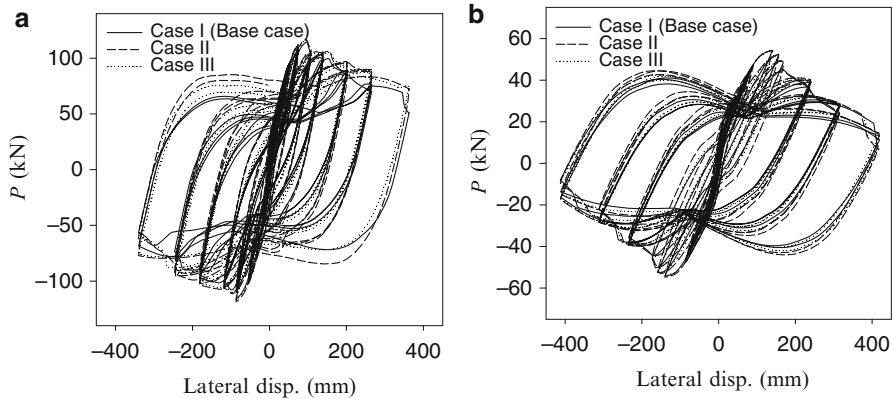 a
Case I (Base case)
Case II
Case III
100
50
0
−50
−100
P (kN)
−400 −200 0 200 400
Lateral disp. (mm)
b
Case I (Base case)
Case II
Case III
60
40
20
0
−20
−40
−60
P (kN)
−400 −200 0 200 400
Lateral disp. (mm)